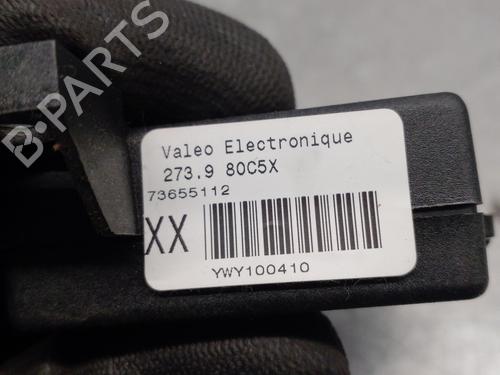 B-PARTS
Valeo Electronique
273.9 80C5X
73655112
XX
YWY100410